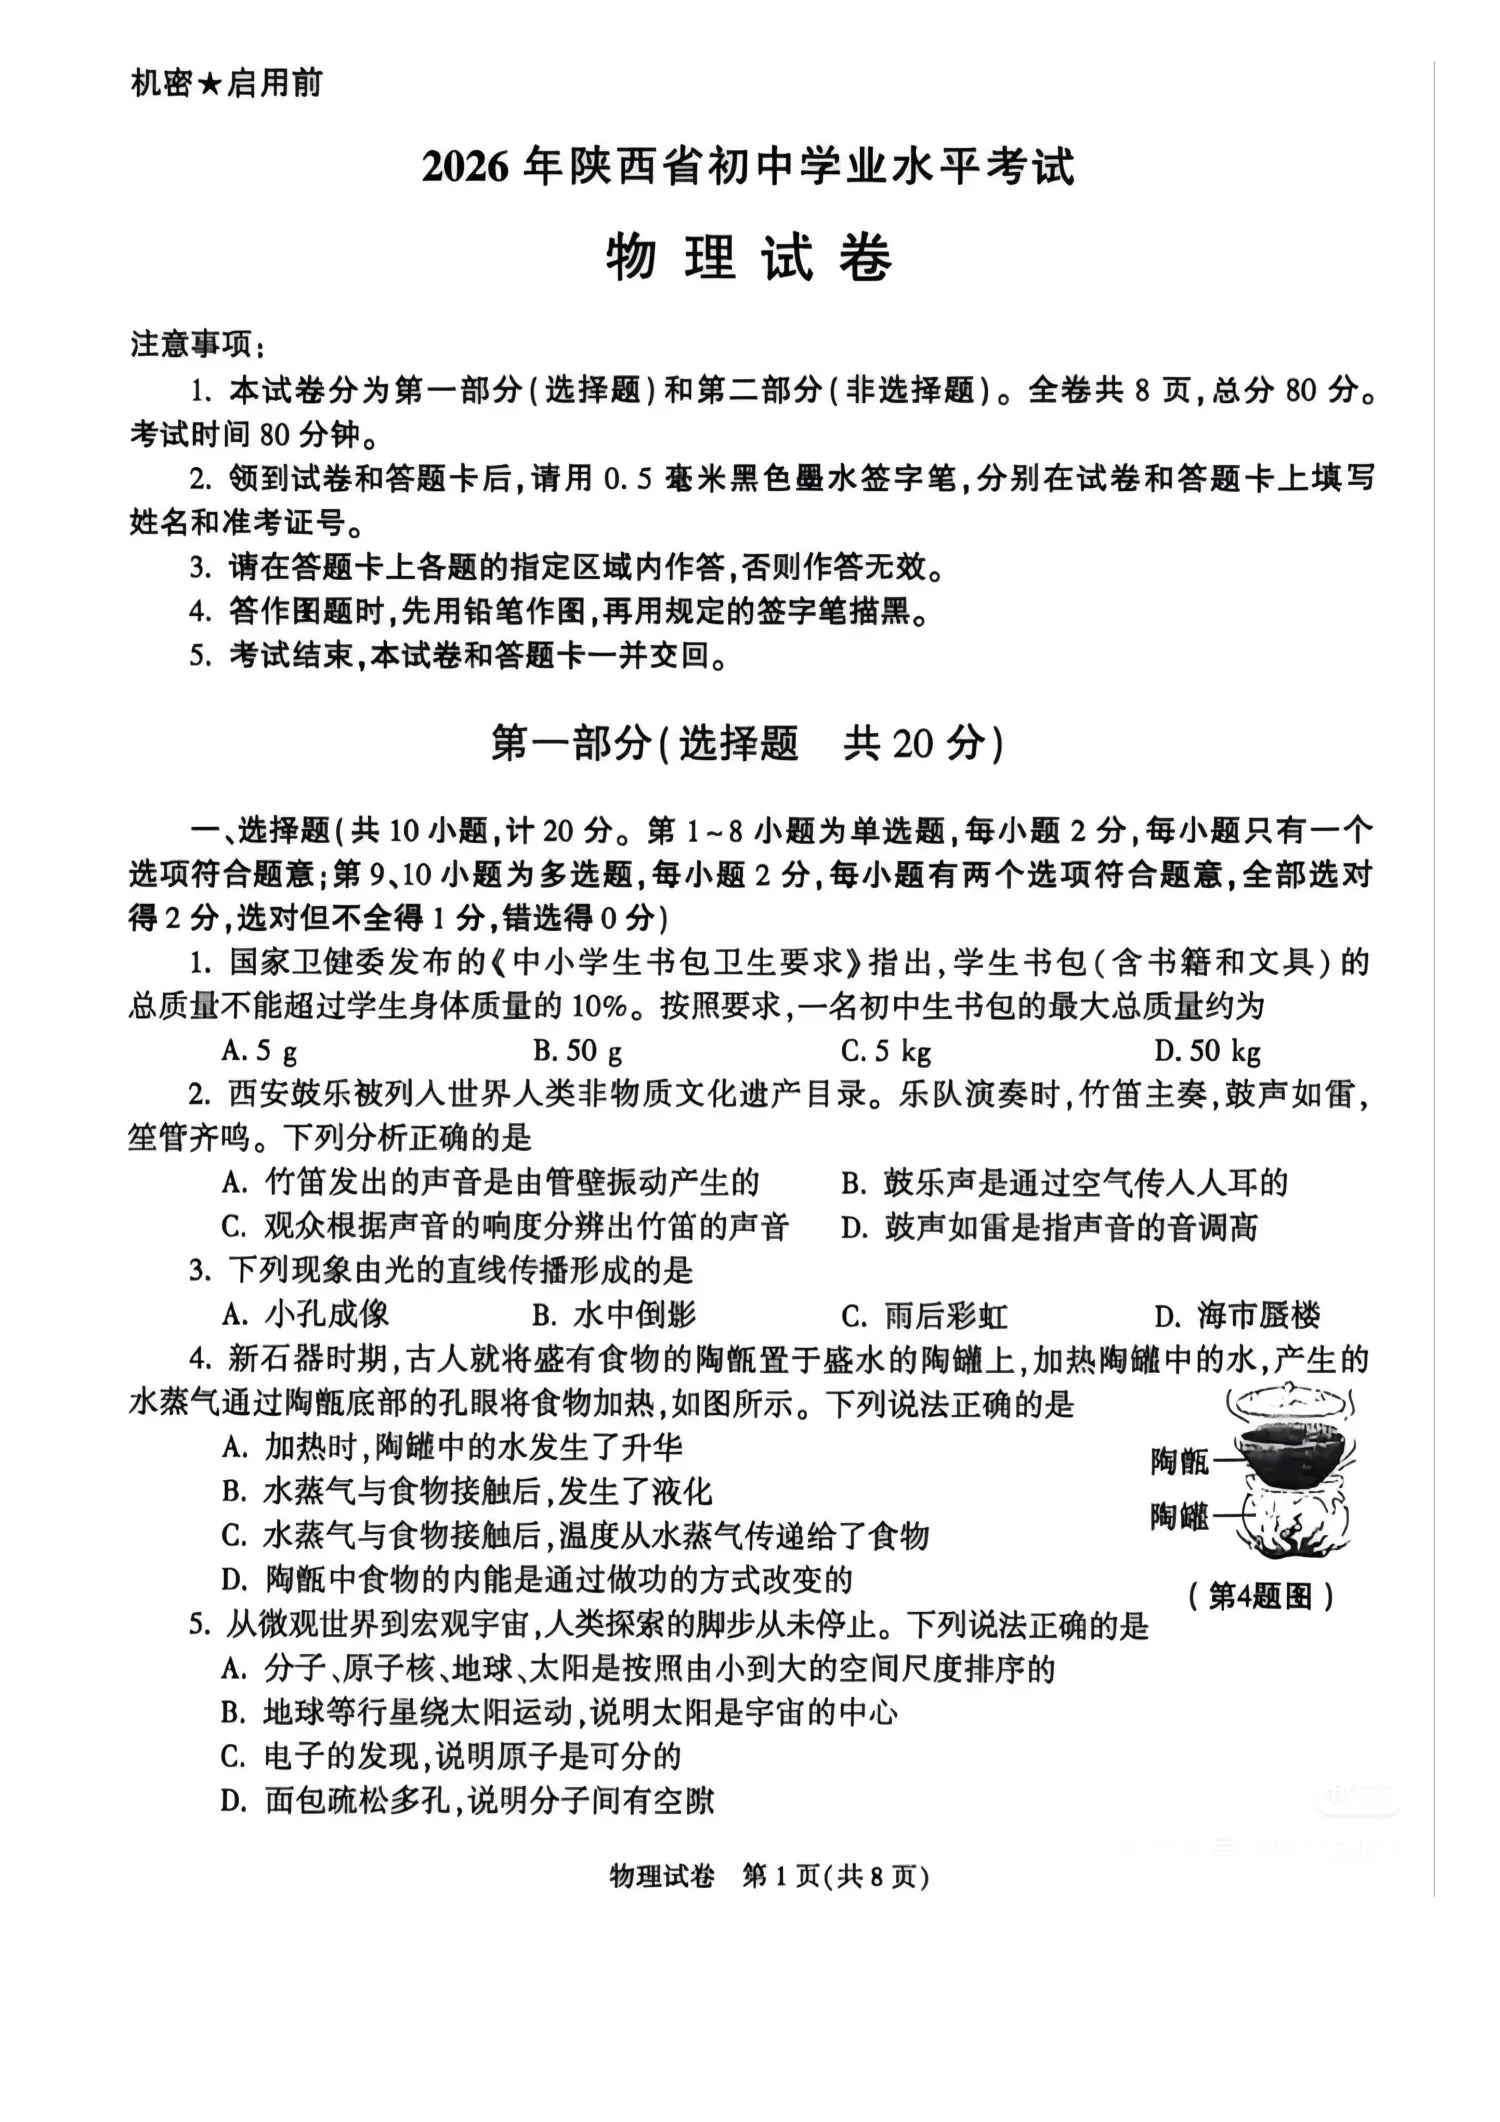 机密★启用前
2026 年陕西省初中学业水平考试
物 理 试 卷
注意事项：
1. 本试卷分为第一部分(选择题)和第二部分(非选择题)。全卷共 8 页,总分 80 分。
考试时间 80 分钟。
2. 领到试卷和答题卡后,请用 0.5 毫米黑色墨水签字笔,分别在试卷和答题卡上填写
姓名和准考证号。
3. 请在答题卡上各题的指定区域内作答,否则作答无效。
4. 答作图题时,先用铅笔作图,再用规定的签字笔描黑。
5. 考试结束,本试卷和答题卡一并交回。
第一部分(选择题 共 20 分)
一、选择题(共 10 小题,计 20 分。第 1~8 小题为单选题,每小题 2 分,每小题只有一个
选项符合题意;第 9、10 小题为多选题,每小题 2 分,每小题有两个选项符合题意,全部选对
得 2 分,选对但不全得 1 分,错选得 0 分)
1. 国家卫健委发布的《中小学生书包卫生要求》指出,学生书包(含书籍和文具)的
总质量不能超过学生身体质量的 10%。按照要求,一名初中生书包的最大总质量约为
A. 5 g B. 50 g C. 5 kg D. 50 kg
2. 西安鼓乐被列入世界人类非物质文化遗产目录。乐队演奏时,竹笛主奏,鼓声如雷,
笙管齐鸣。下列分析正确的是
A. 竹笛发出的声音是由管壁振动产生的 B. 鼓乐声是通过空气传入人耳的
C. 观众根据声音的响度分辨出竹笛的声音 D. 鼓声如雷是指声音的音调高
3. 下列现象由光的直线传播形成的是
A. 小孔成像 B. 水中倒影 C. 雨后彩虹 D. 海市蜃楼
4. 新石器时期,古人就将盛有食物的陶甑置于盛水的陶罐上,加热陶罐中的水,产生的
水蒸气通过陶甑底部的孔眼将食物加热,如图所示。下列说法正确的是
A. 加热时,陶罐中的水发生了升华
B. 水蒸气与食物接触后,发生了液化
C. 水蒸气与食物接触后,温度从水蒸气传递给了食物
D. 陶甑中食物的内能是通过做功的方式改变的
陶甑
陶罐
(第4题图)
5. 从微观世界到宏观宇宙,人类探索的脚步从未停止。下列说法正确的是
A. 分子、原子核、地球、太阳是按照由小到大的空间尺度排序的
B. 地球等行星绕太阳运动,说明太阳是宇宙的中心
C. 电子的发现,说明原子是可分的
D. 面包疏松多孔,说明分子间有空隙
物理试卷 第 1 页(共 8 页)